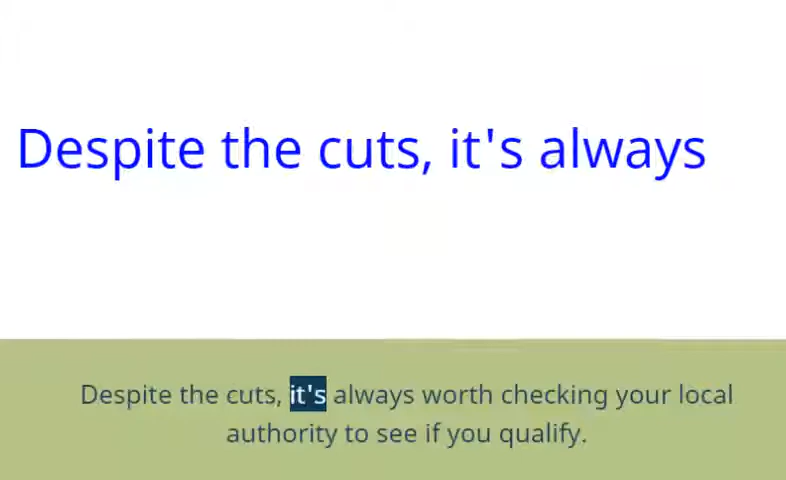 Despite the cuts, it's always
Despite the cuts, it's always worth checking your local
authority to see if you qualify.